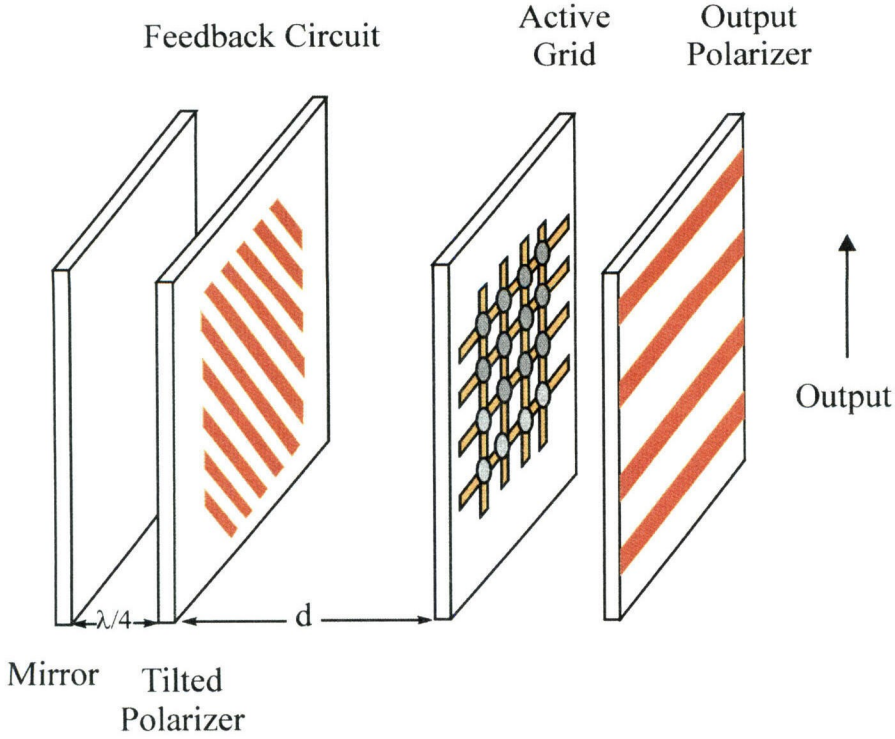 Feedback Circuit
Active
Grid
Output
Polarizer
Output
λ/4
d
Mirror
Tilted
Polarizer